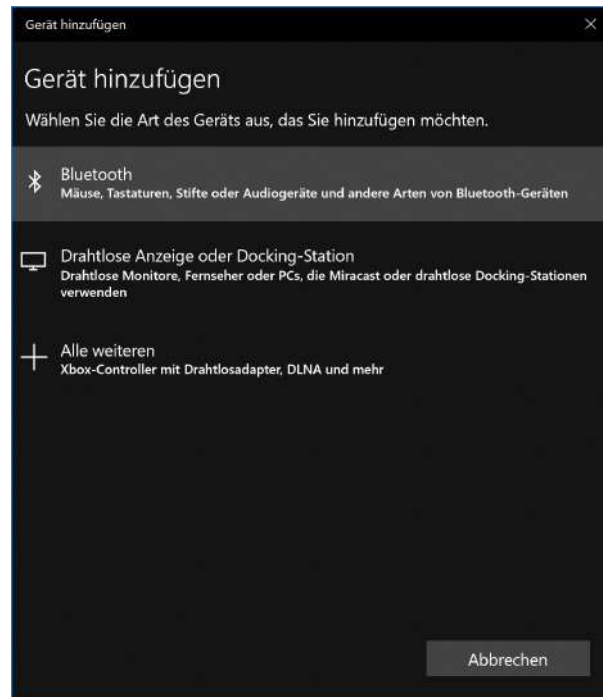 Gerät hinzufügen
Gerät hinzufügen
Wählen Sie die Art des Geräts aus, das Sie hinzufügen möchten.
Bluetooth
Mäuse, Tastaturen, Stifte oder Audiogeräte und andere Arten von Bluetooth-Geräten
Drahtlose Anzeige oder Docking-Station
Drahtlose Monitore, Fernseher oder PCs, die Miracast oder drahtlose Docking-Stationen
verwenden
Alle weiteren
Xbox-Controller mit Drahtlosadapter, DLNA und mehr
Abbrechen